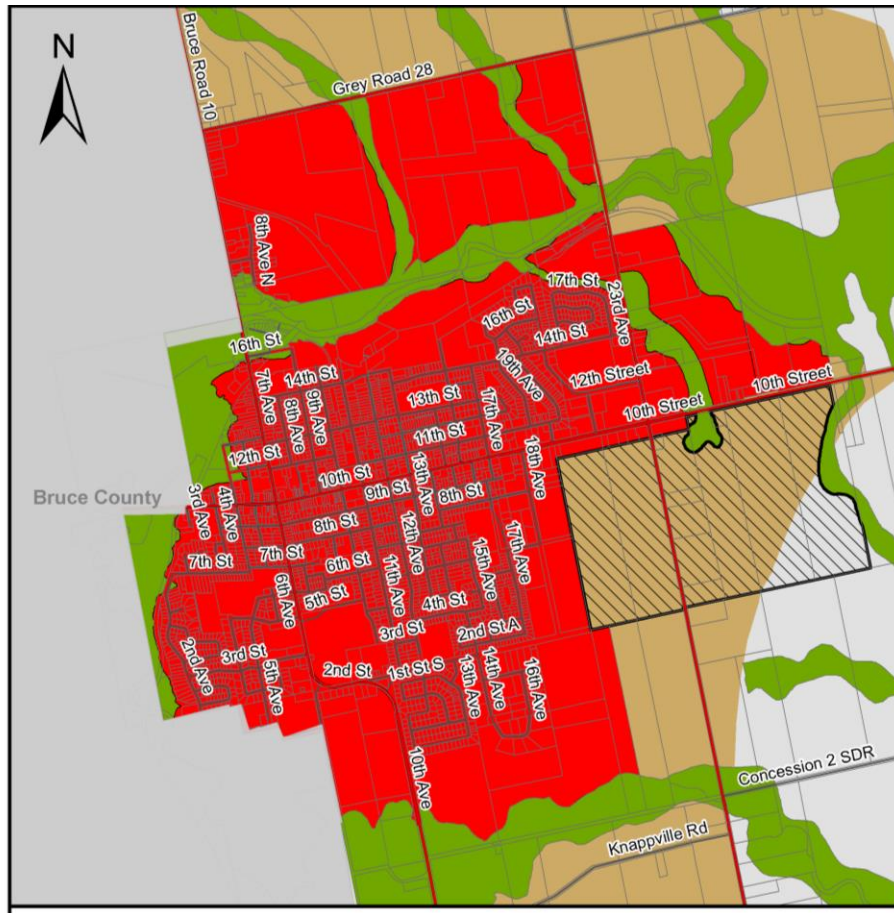 N
Bruce Road 10
Grey Road 28
8th Ave N
17th St
16th St
23rd Ave
14th St
16th St
19th Ave
12th Street
14th St
7th Ave
8th Ave
9th Ave
13th St
17th Ave
10th Street
10th Street
11th St
12th St
18th Ave
10th St
13th Ave
9th St
8th St
Bruce County
3rd Ave
4th Ave
8th St
12th Ave
17th Ave
7th St
7th St
6th St
15th Ave
11th Ave
6th Ave
5th St
4th St
3rd St
2nd St A
3rd St
2nd Ave
5th Ave
2nd St
1st St S
13th Ave
14th Ave
16th Ave
10th Ave
Concession 2 SDR
Knappville Rd